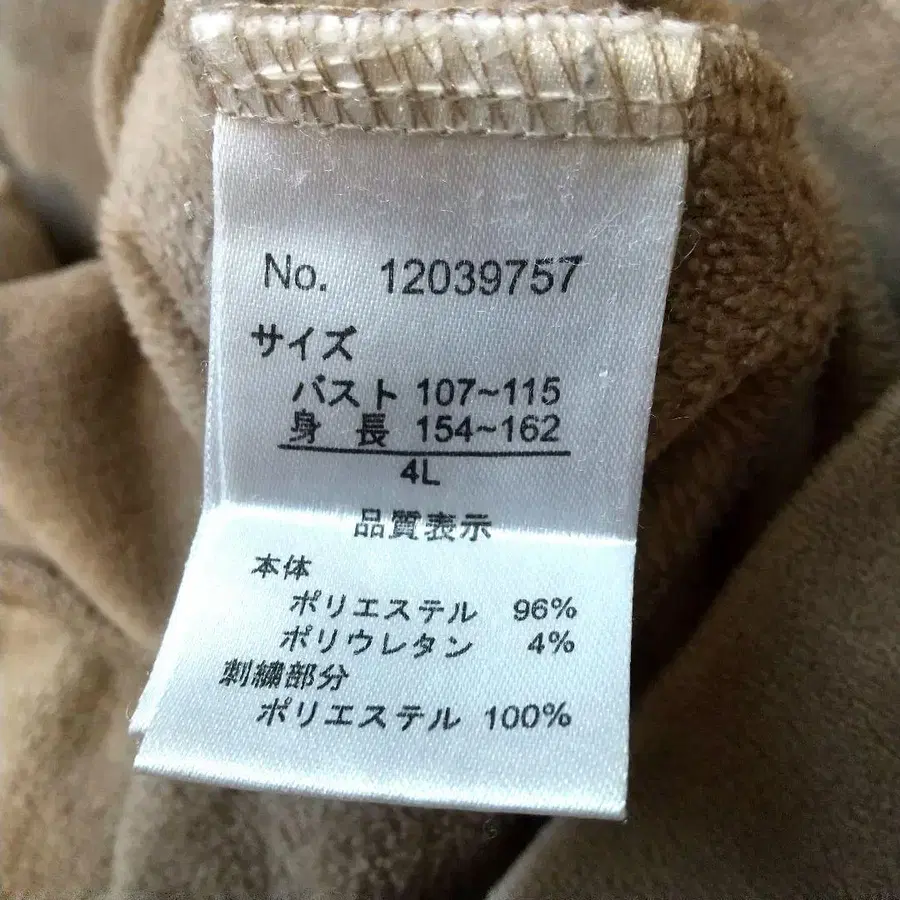 No. 12039757
サイズ
バスト 107~115
身 長 154~162
4L
品質表示
本体
ポリエステル 96%
ポリウレタン 4%
刺繍部分
ポリエステル 100%